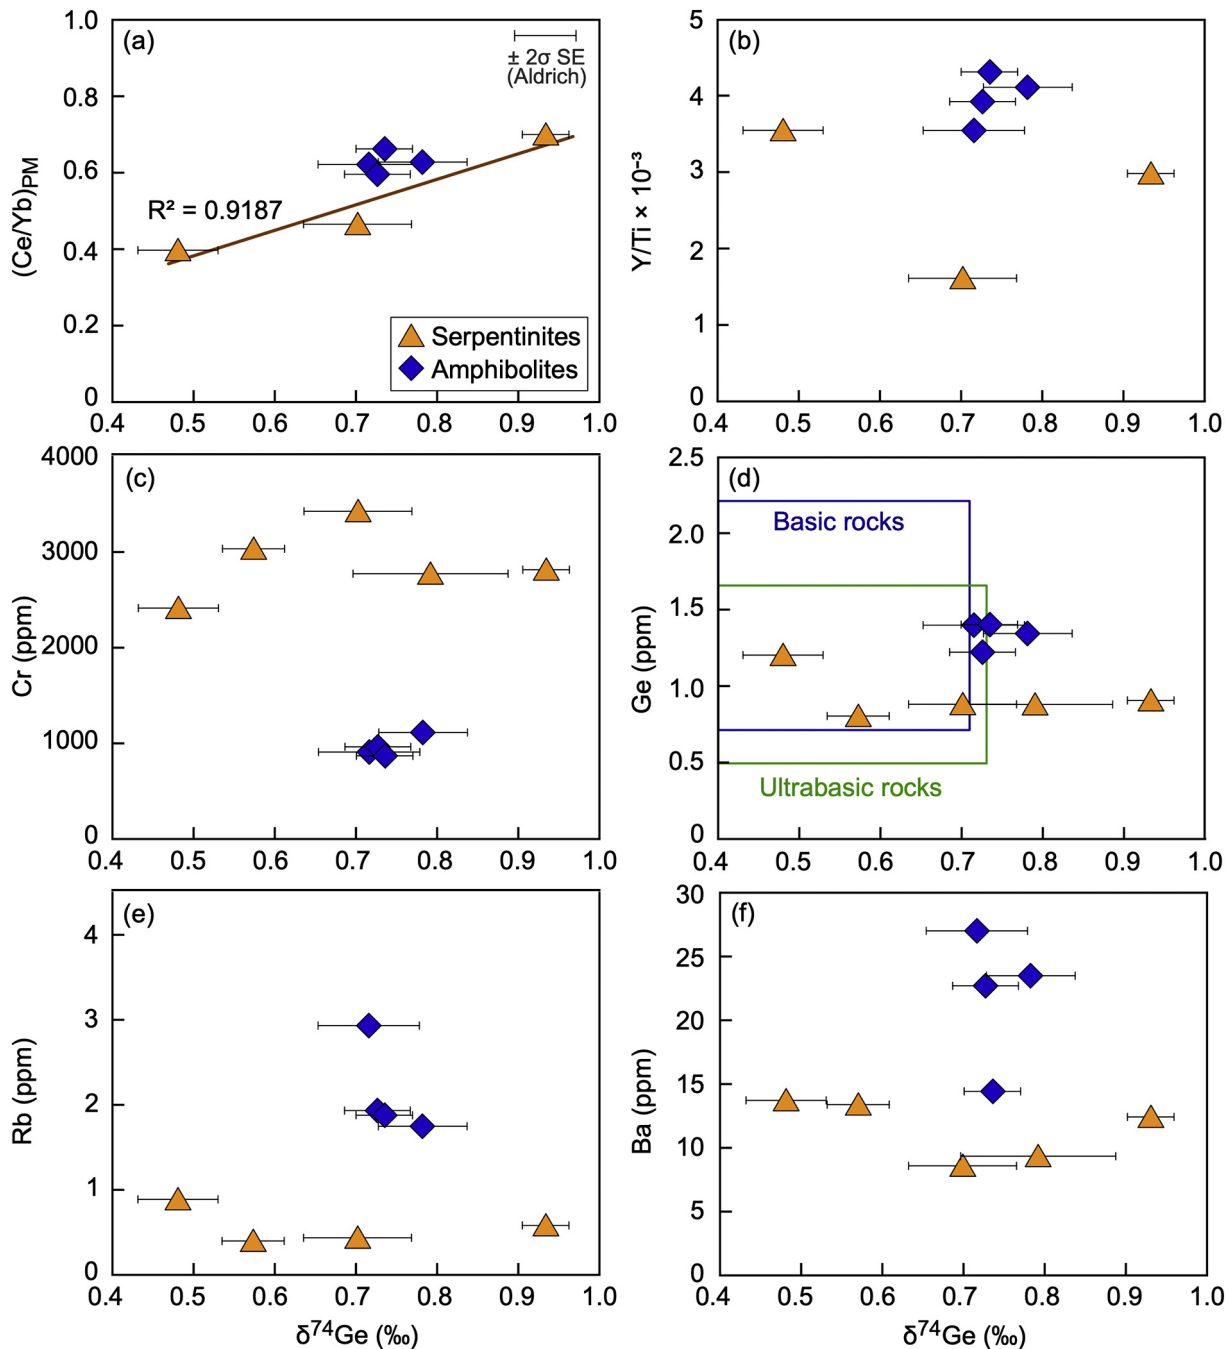 (a)
1.0
0.8
0.6
0.4
0.2
0
(Ce/Yb)PM
± 2σ SE
(Aldrich)
R² = 0.9187
Serpentinites
Amphibolites
0.4 0.5 0.6 0.7 0.8 0.9 1.0
(b)
5
4
3
2
1
0
Y/Ti × 10⁻³
0.4 0.5 0.6 0.7 0.8 0.9 1.0
(c)
4000
3000
2000
1000
0
Cr (ppm)
0.4 0.5 0.6 0.7 0.8 0.9 1.0
(d)
2.5
2.0
1.5
1.0
0.5
0
Ge (ppm)
Basic rocks
Ultrabasic rocks
0.4 0.5 0.6 0.7 0.8 0.9 1.0
(e)
4
3
2
1
0
Rb (ppm)
0.4 0.5 0.6 0.7 0.8 0.9 1.0
δ⁷⁴Ge (‰)
(f)
30
25
20
15
10
5
0
Ba (ppm)
0.4 0.5 0.6 0.7 0.8 0.9 1.0
δ⁷⁴Ge (‰)